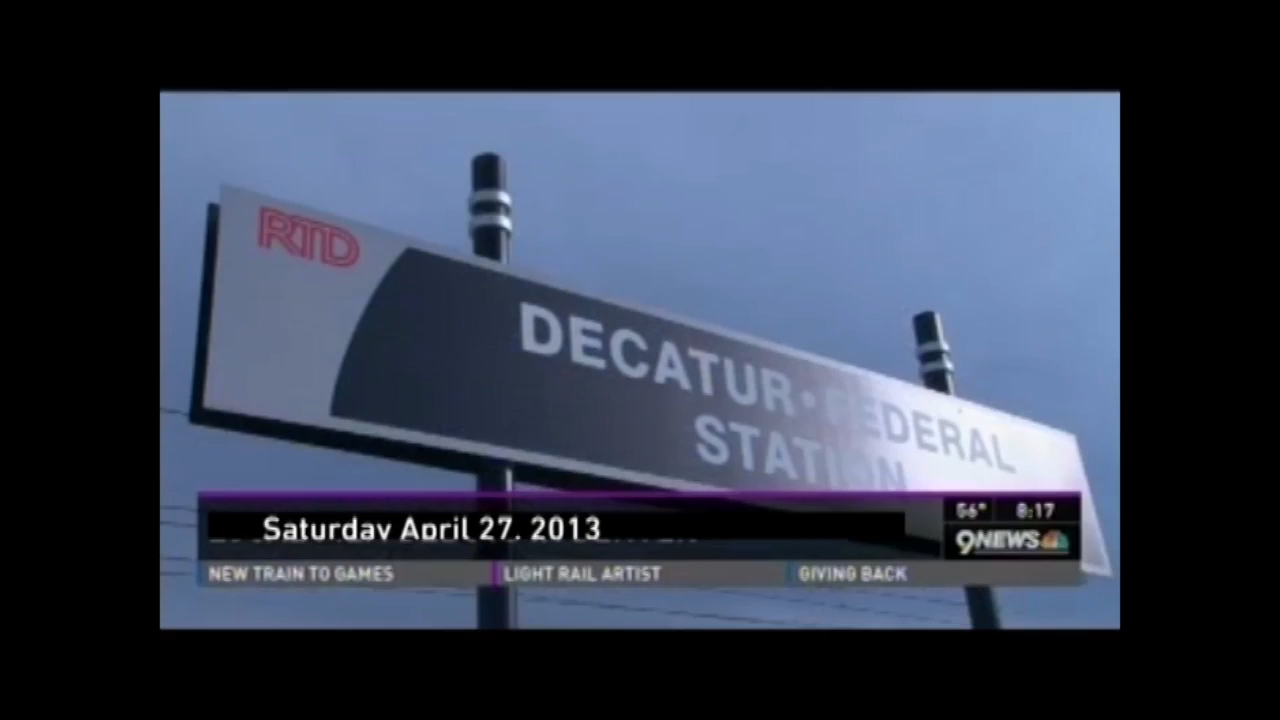 RTD
DECATUR • FEDERAL
STATION
Saturday April 27, 2013
56° 8:17
9NEWS
NEW TRAIN TO GAMES
LIGHT RAIL ARTIST
GIVING BACK